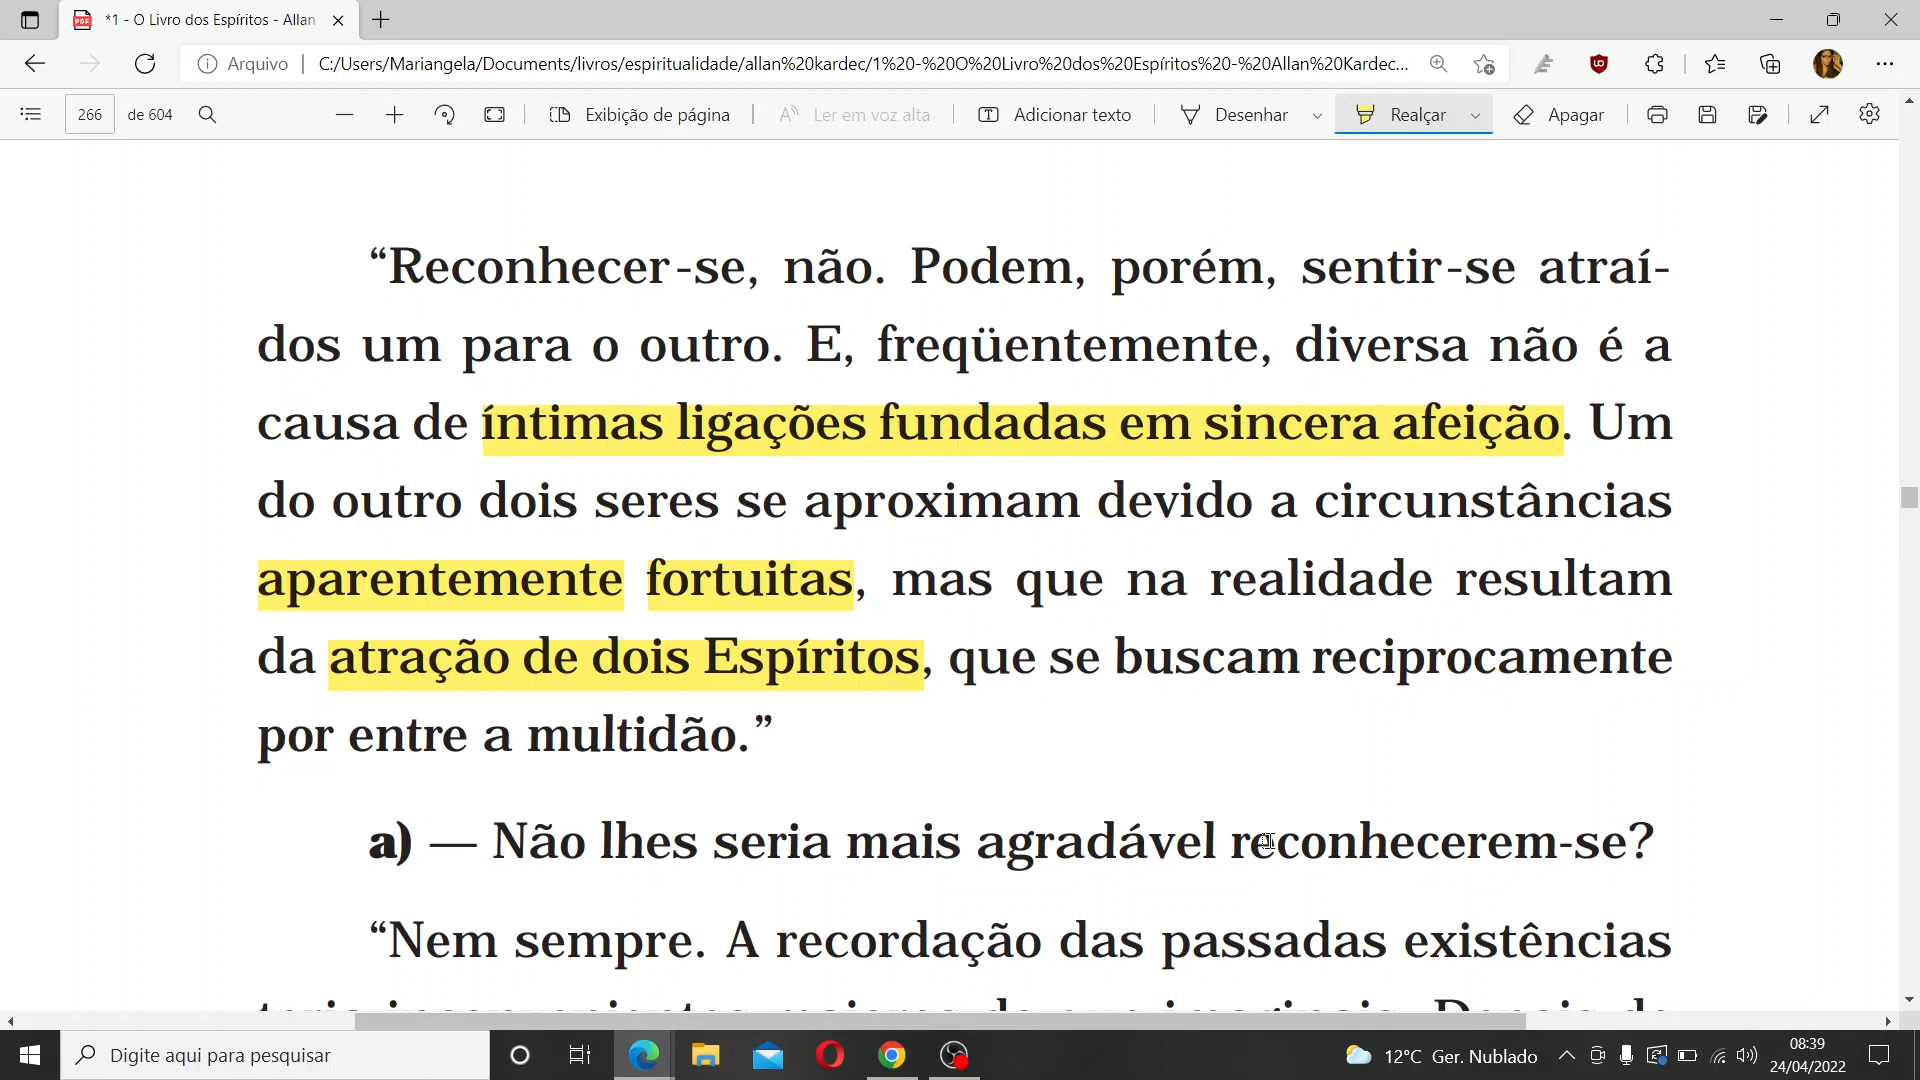 *1 - O Livro dos Espíritos - Allan
Arquivo
C:/Users/Mariangela/Documents/livros/espiritualidade/allan%20kardec/1%20-%20O%20Livro%20dos%20Espíritos%20-%20Allan%20Kardec...
266 de 604
Exibição de página
Ler em voz alta
Adicionar texto
Desenhar
Realçar
Apagar
“Reconhecer-se, não. Podem, porém, sentir-se atraí-
dos um para o outro. E, freqüentemente, diversa não é a
causa de íntimas ligações fundadas em sincera afeição. Um
do outro dois seres se aproximam devido a circunstâncias
aparentemente fortuitas, mas que na realidade resultam
da atração de dois Espíritos, que se buscam reciprocamente
por entre a multidão.”
a) — Não lhes seria mais agradável reconhecerem-se?
“Nem sempre. A recordação das passadas existências
Digite aqui para pesquisar
12°C Ger. Nublado
08:39
24/04/2022